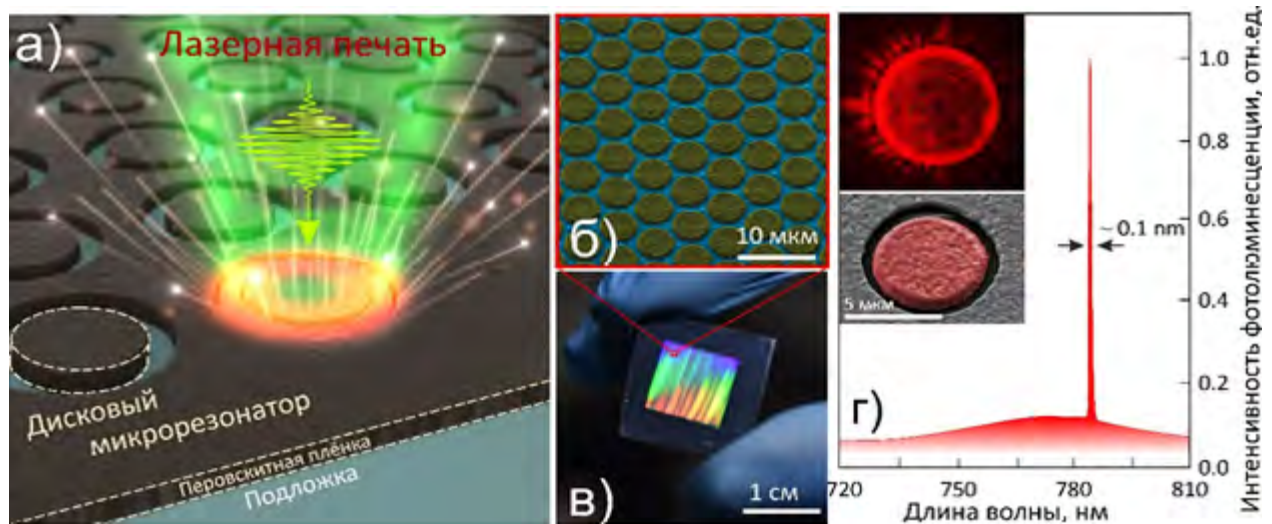 а)
Лазерная печать
Дисковый
микрорезонатор
Перовскитная плёнка
Подложка
б)
10 мкм
в)
1 см
г)
5 мкм
~ 0.1 nm
1.0
0.8
0.6
0.4
0.2
0.0
Интенсивность фотолюминесценции, отн.ед.
720
750
780
810
Длина волны, нм